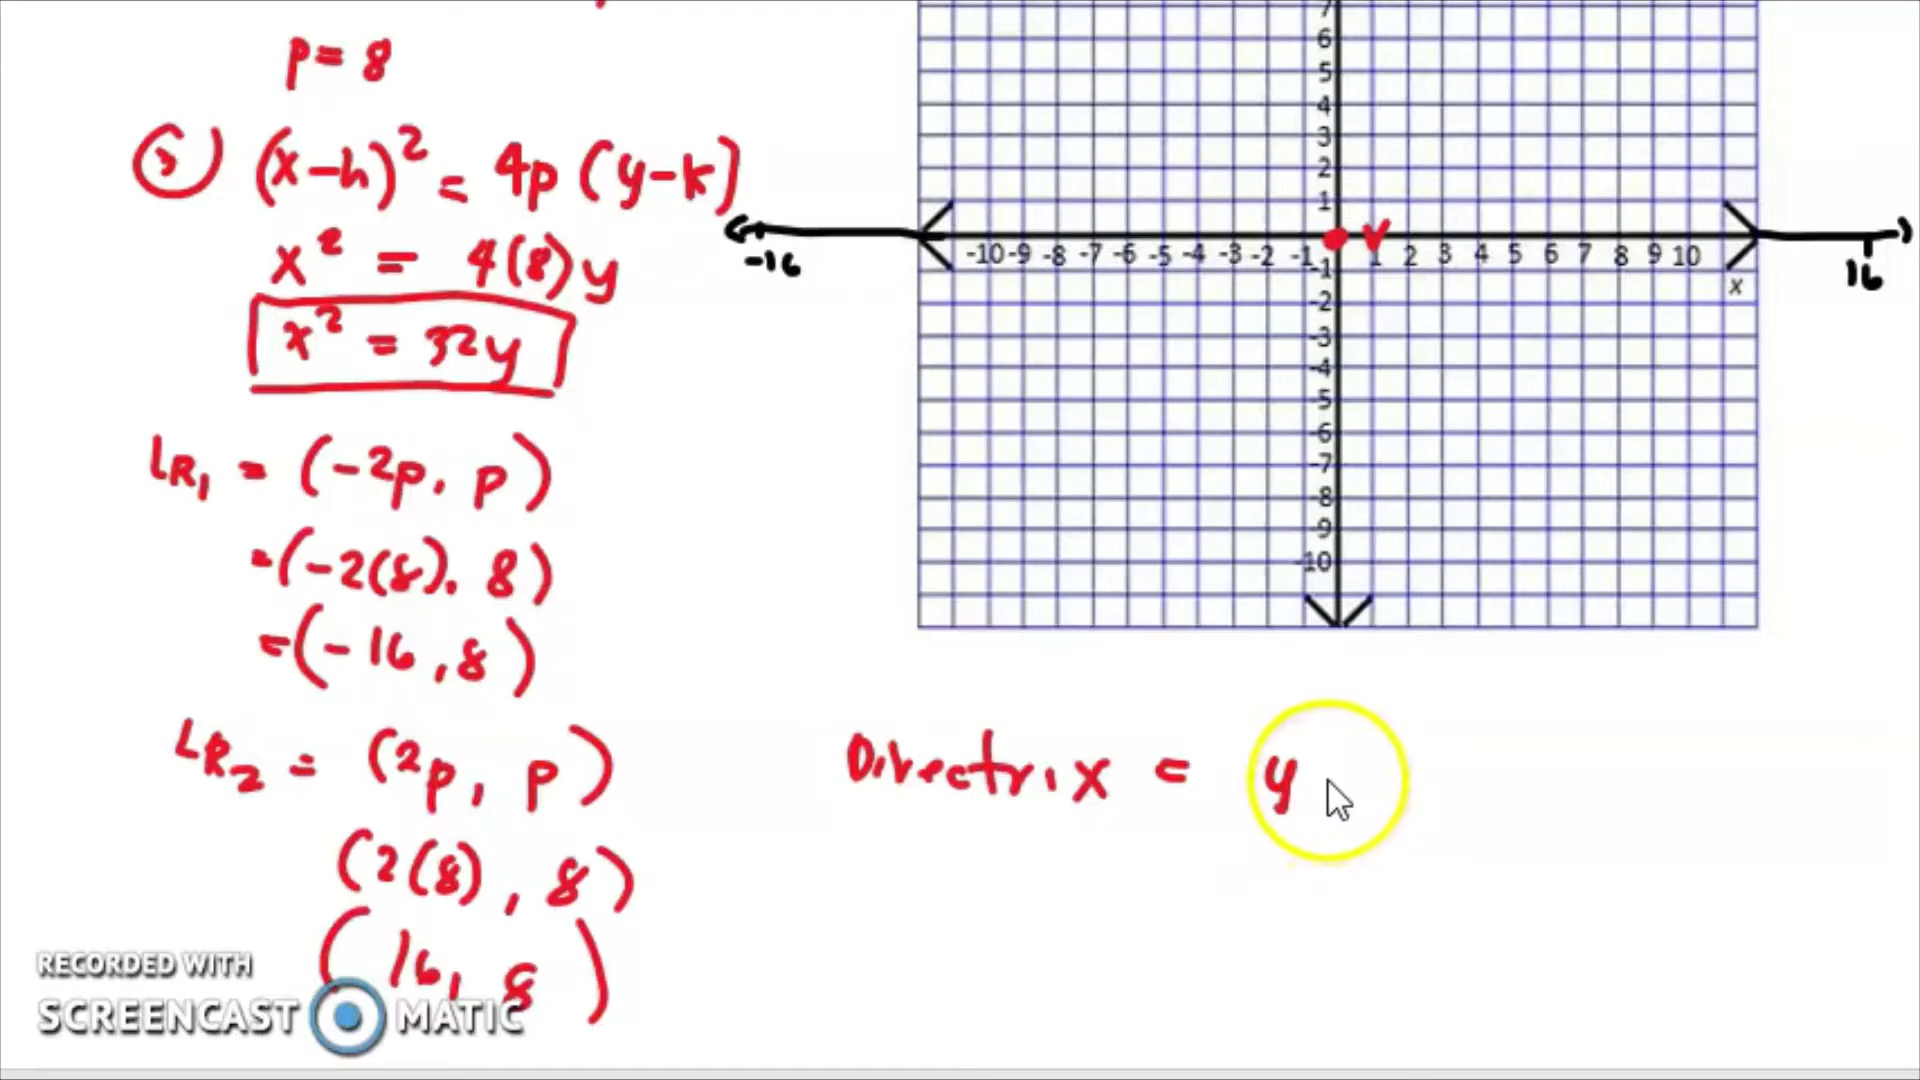 p = 8
③ (x-h)² = 4p (y-k)
x² = 4(8)y
x² = 32y
LR₁ = (-2p, p)
= (-2(8), 8)
= (-16, 8)
LR₂ = (2p, p)
(2(8), 8)
(16, 8)
7
6
5
4
3
2
1
V
-16
-10 -9 -8 -7 -6 -5 -4 -3 -2 -1 1 2 3 4 5 6 7 8 9 10
16
x
-1
-2
-3
-4
-5
-6
-7
-8
-9
-10
Directrix = y
RECORDED WITH
SCREENCAST MATIC